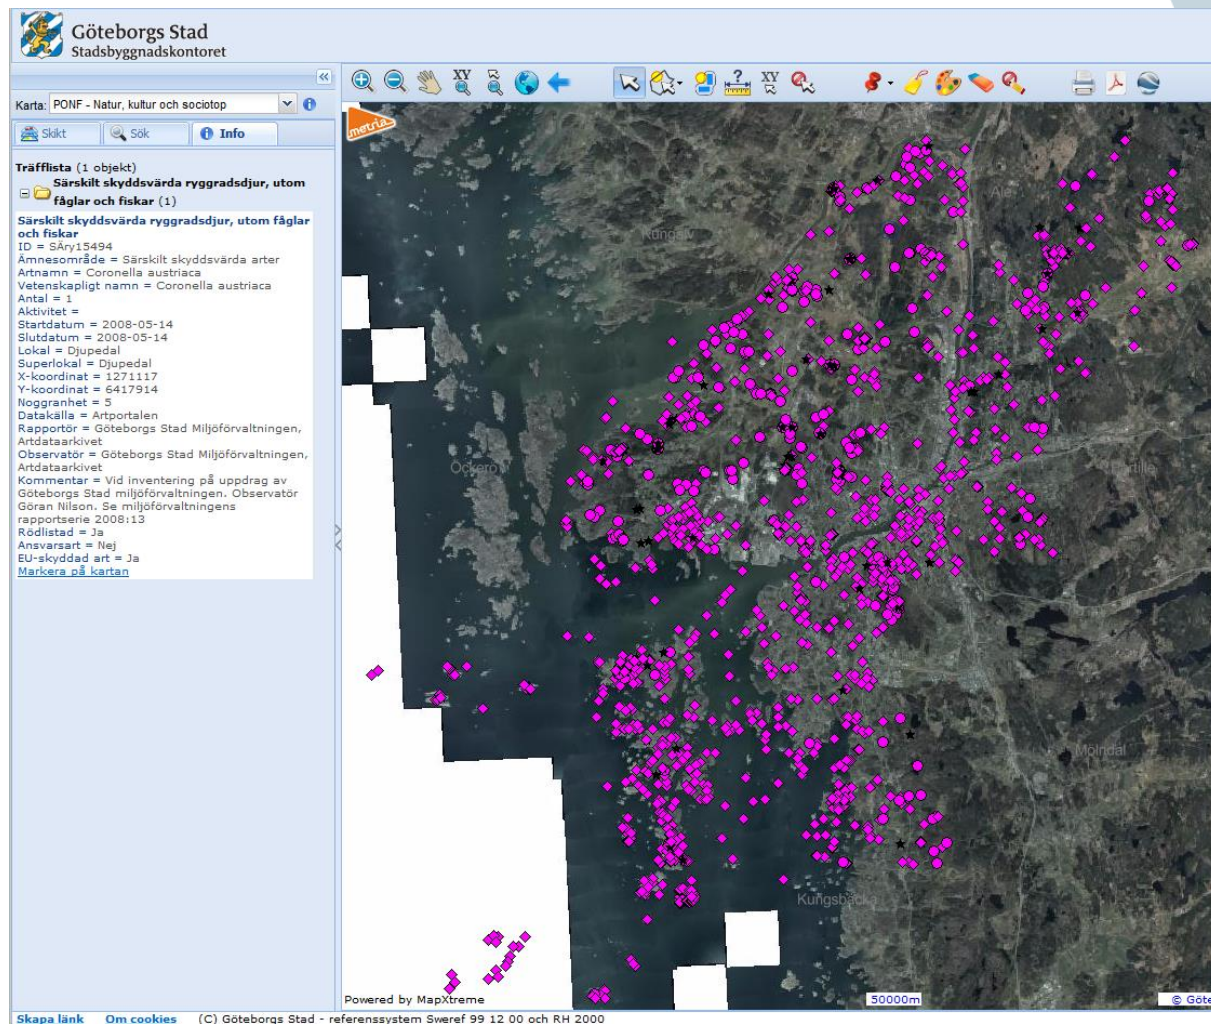 Göteborgs Stad
Stadsbyggnadskontoret
Karta: PONF - Natur, kultur och sociotop
Skikt Sök Info
Träfflista (1 objekt)
Särskilt skyddsvärda ryggradsdjur, utom
fåglar och fiskar (1)
Särskilt skyddsvärda ryggradsdjur, utom fåglar
och fiskar
ID = SÄry15494
Ämnesområde = Särskilt skyddsvärda arter
Artnamn = Coronella austriaca
Vetenskapligt namn = Coronella austriaca
Antal = 1
Aktivitet =
Startdatum = 2008-05-14
Slutdatum = 2008-05-14
Lokal = Djupedal
Superlokal = Djupedal
X-koordinat = 1271117
Y-koordinat = 6417914
Noggranhet = 5
Datakälla = Artportalen
Rapportör = Göteborgs Stad Miljöförvaltningen,
Artdataarkivet
Observatör = Göteborgs Stad Miljöförvaltningen,
Artdataarkivet
Kommentar = Vid inventering på uppdrag av
Göteborgs Stad miljöförvaltningen. Observatör
Göran Nilson. Se miljöförvaltningens
rapportserie 2008:13
Rödlistad = Ja
Ansvarsart = Nej
EU-skyddad art = Ja
Markera på kartan
XY XY
metria
Ale
Kungälv
Öckerö
Partille
Mölndal
Kungsbacka
Powered by MapXtreme
50000m
© Göte
Skapa länk Om cookies (C) Göteborgs Stad - referenssystem Sweref 99 12 00 och RH 2000